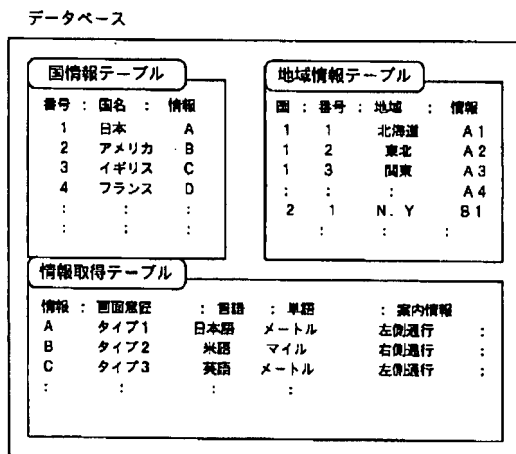 データベース
国情報テーブル
番号 : 国名 : 情報
1 日本 A
2 アメリカ B
3 イギリス C
4 フランス D
: : :
: : :
地域情報テーブル
国 : 番号 : 地域 : 情報
1 1 北海道 A1
1 2 東北 A2
1 3 関東 A3
: : : A4
2 1 N.Y B1
: : :
情報取得テーブル
情報 : 画面意匠 : 言語 : 単語 : 案内情報
A タイプ1 日本語 メートル 左側通行 :
B タイプ2 米語 マイル 右側通行 :
C タイプ3 英語 メートル 左側通行 :
: : : :